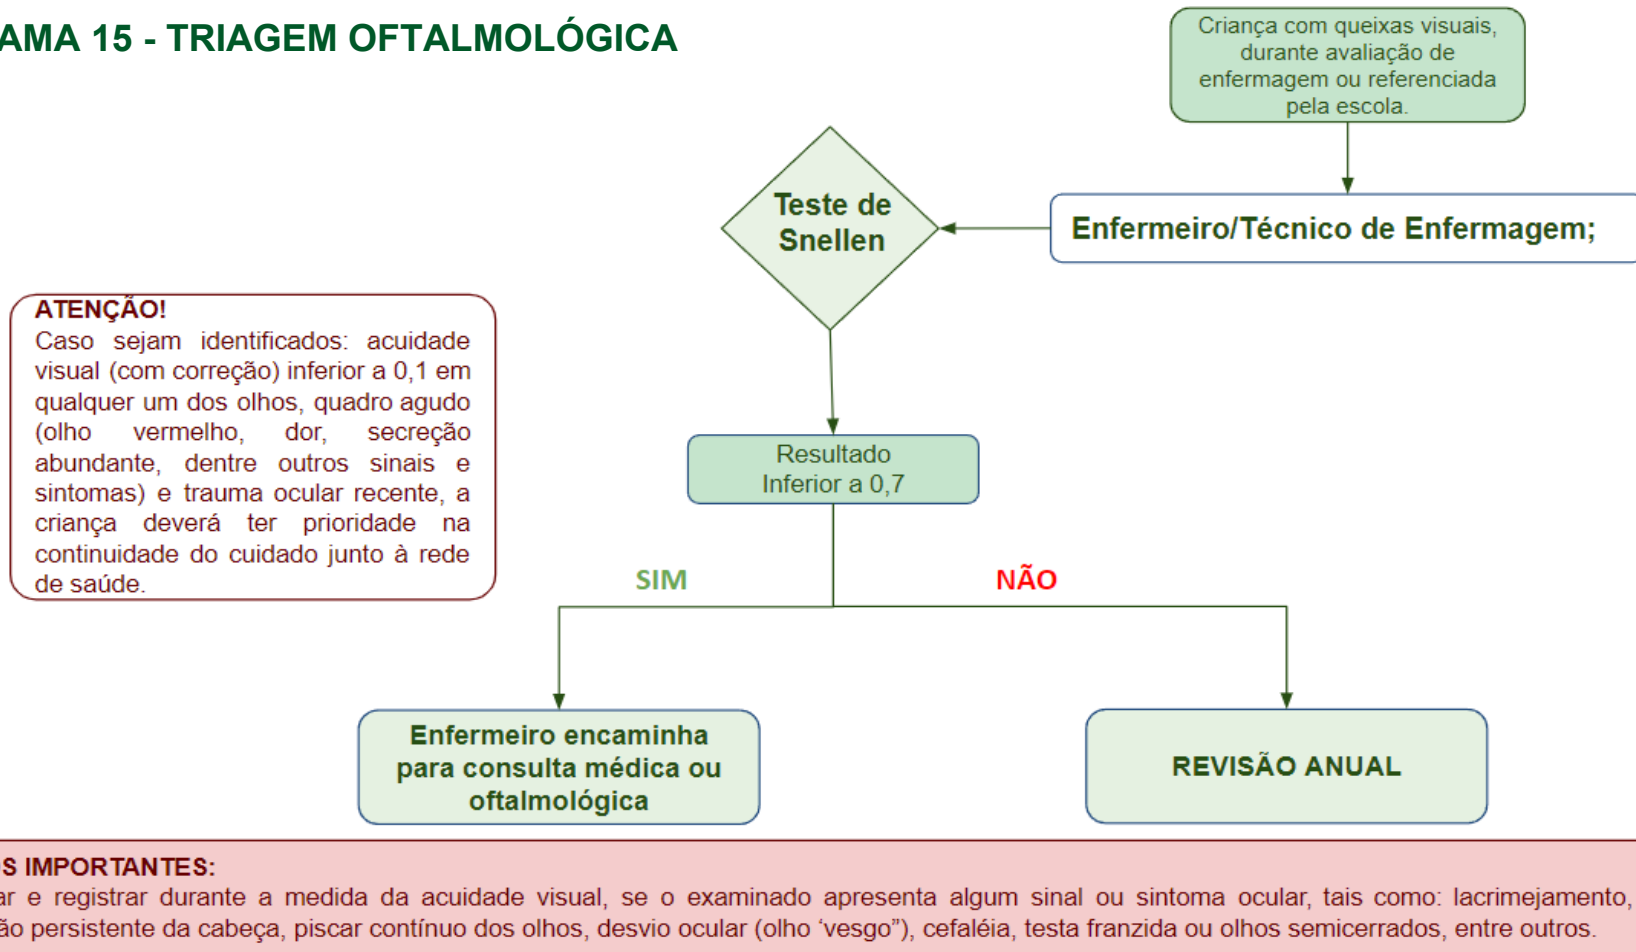 AMA 15 - TRIAGEM OFTALMOLÓGICA
Criança com queixas visuais,
durante avaliação de
enfermagem ou referenciada
pela escola.
Enfermeiro/Técnico de Enfermagem;
Teste de
Snellen
ATENÇÃO!
Caso sejam identificados: acuidade
visual (com correção) inferior a 0,1 em
qualquer um dos olhos, quadro agudo
(olho vermelho, dor, secreção
abundante, dentre outros sinais e
sintomas) e trauma ocular recente, a
criança deverá ter prioridade na
continuidade do cuidado junto à rede
de saúde.
Resultado
Inferior a 0,7
SIM
NÃO
Enfermeiro encaminha
para consulta médica ou
oftalmológica
REVISÃO ANUAL
OS IMPORTANTES:
ar e registrar durante a medida da acuidade visual, se o examinado apresenta algum sinal ou sintoma ocular, tais como: lacrimejamento,
ão persistente da cabeça, piscar contínuo dos olhos, desvio ocular (olho ‘vesgo”), cefaléia, testa franzida ou olhos semicerrados, entre outros.